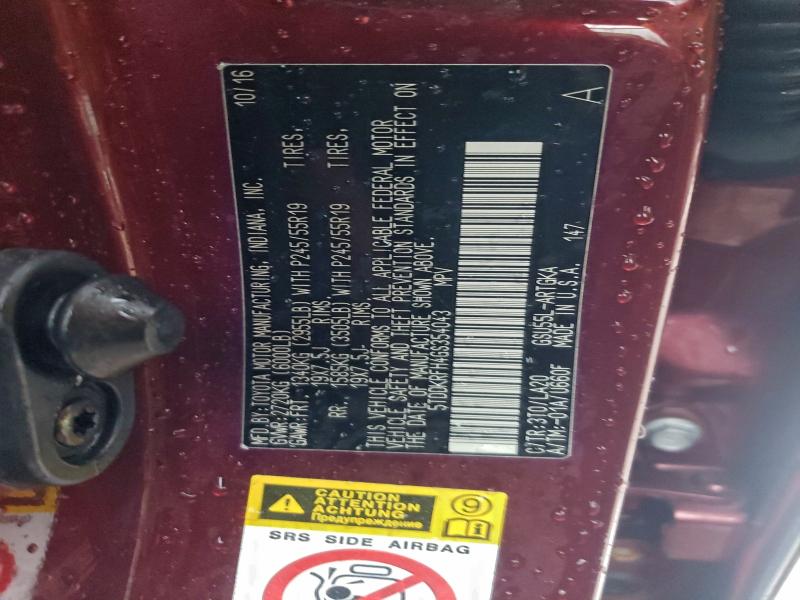 MFD. BY: TOYOTA MOTOR MANUFACTURING, INDIANA, INC. 10/16
GVWR: 2720KG (6000LB)
GAWR: FRT. 1340KG (2955LB) WITH P245/55R19 TIRES,
19X7.5J RIMS
RR. 1585KG (3505LB) WITH P245/55R19 TIRES,
19X7.5J RIMS
THIS VEHICLE CONFORMS TO ALL APPLICABLE FEDERAL MOTOR
VEHICLE SAFETY AND THEFT PREVENTION STANDARDS IN EFFECT ON
THE DATE OF MANUFACTURE SHOWN ABOVE.
MPV
C/TR: 3T0/LA20 GSU55L-ARTGKA
A/TM: -01A/U660F MADE IN U.S.A. 147
A
CAUTION
ATTENTION
ACHTUNG
Предупреждение
9
SRS SIDE AIRBAG